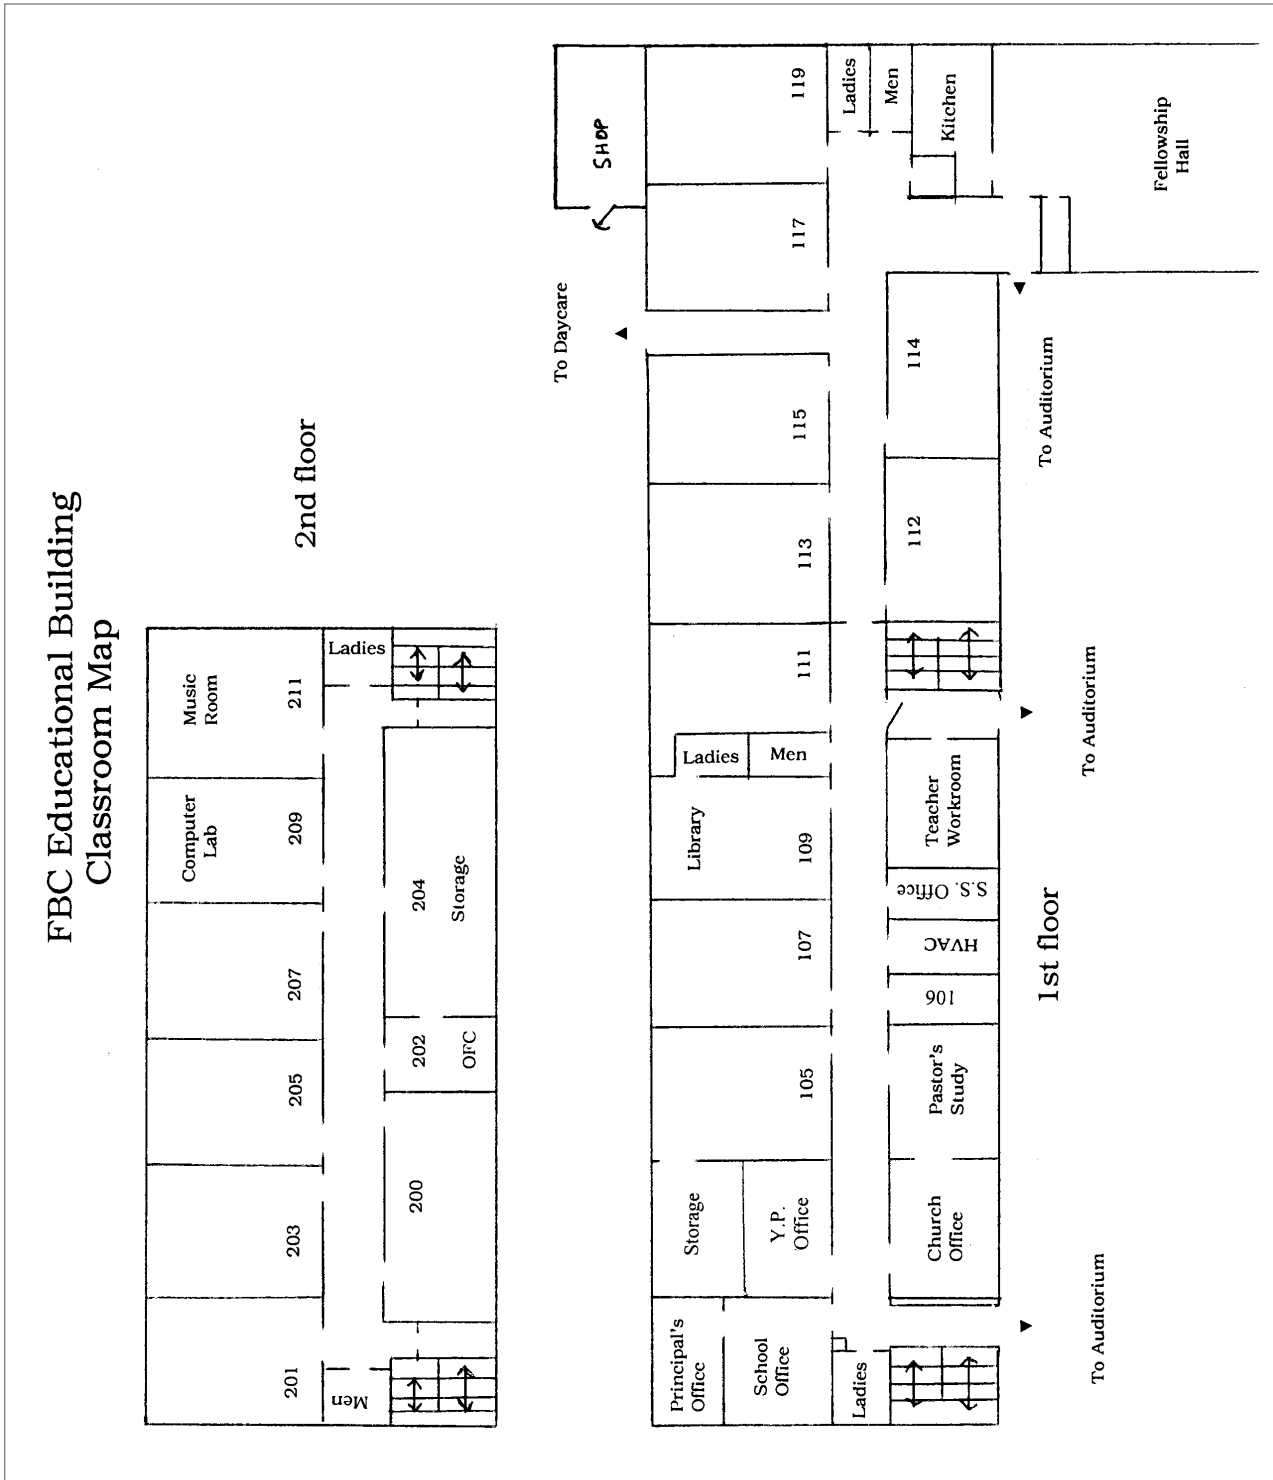 FBC Educational Building
Classroom Map
2nd floor
201
203
205
207
Computer
Lab
209
Music
Room
211
Men
200
202
OFC
204
Storage
Ladies
To Daycare
SHOP
Principal's
Office
School
Office
Storage
Y.P.
Office
105
107
Library
109
Ladies
Men
111
113
115
117
119
Ladies
Church
Office
Pastor's
Study
106
HVAC
S.S. Office
Teacher
Workroom
112
114
Ladies
Men
Kitchen
Fellowship
Hall
1st floor
To Auditorium
To Auditorium
To Auditorium